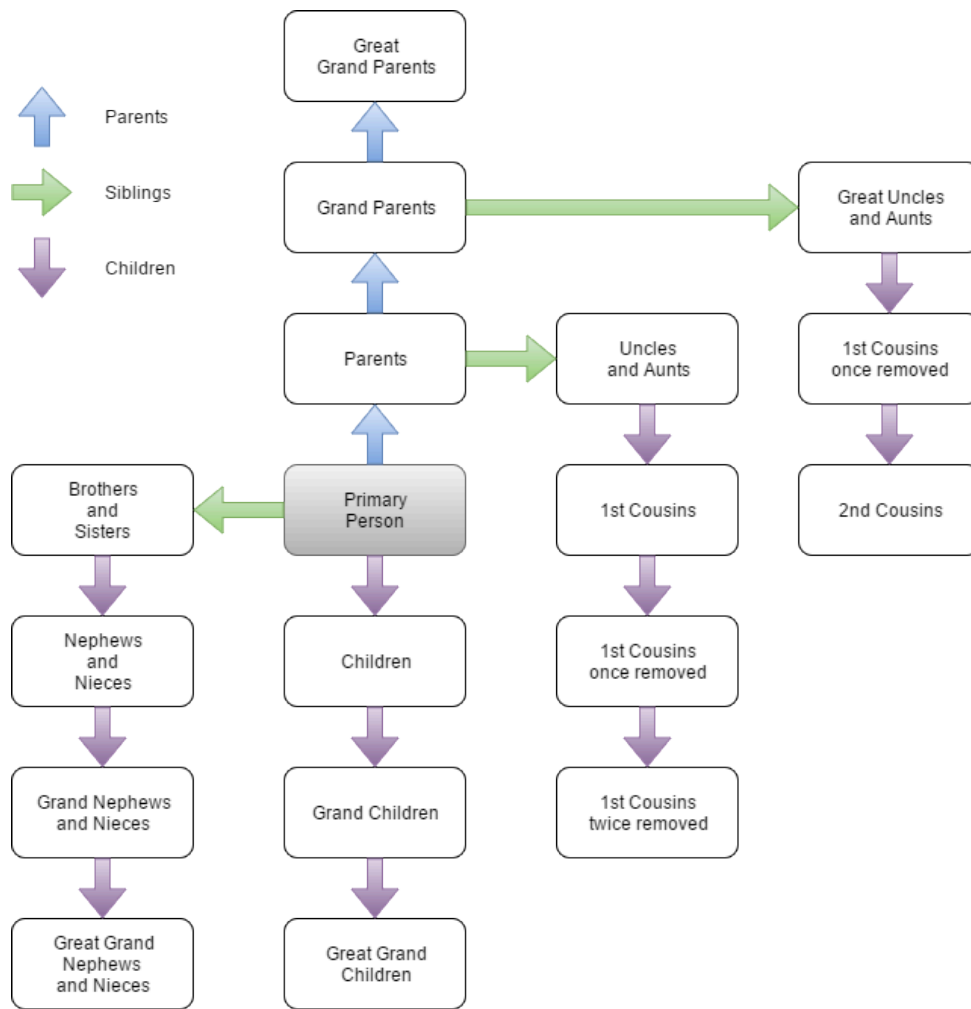 Great
Grand Parents
Parents
Siblings
Children
Grand Parents
Great Uncles
and Aunts
Parents
Uncles
and Aunts
1st Cousins
once removed
Brothers
and
Sisters
Primary
Person
1st Cousins
2nd Cousins
Nephews
and
Nieces
Children
1st Cousins
once removed
Grand Nephews
and Nieces
Grand Children
1st Cousins
twice removed
Great Grand
Nephews
and Nieces
Great Grand
Children